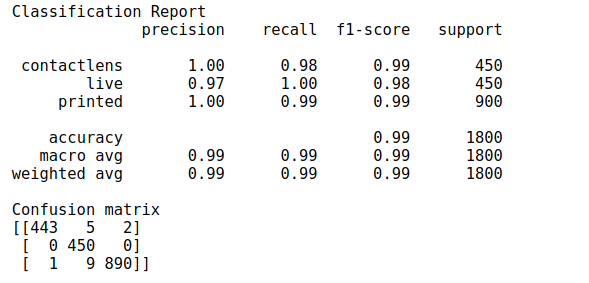 Classification Report
precision recall f1-score support
contactlens 1.00 0.98 0.99 450
live 0.97 1.00 0.98 450
printed 1.00 0.99 0.99 900
accuracy 0.99 1800
macro avg 0.99 0.99 0.99 1800
weighted avg 0.99 0.99 0.99 1800
Confusion matrix
[[443 5 2]
[ 0 450 0]
[ 1 9 890]]